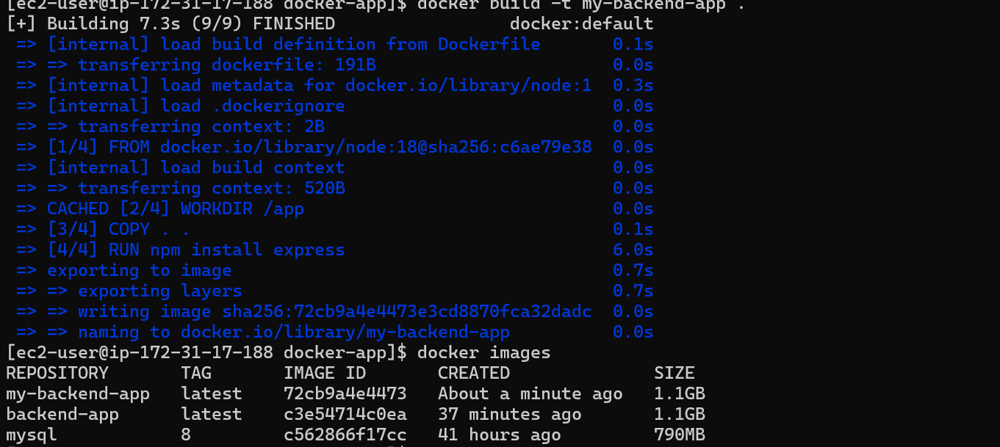 [ec2-user@ip-172-31-17-188 docker-app]$ docker build -t my-backend-app .
[+] Building 7.3s (9/9) FINISHED docker:default
=> [internal] load build definition from Dockerfile 0.1s
=> => transferring dockerfile: 191B 0.0s
=> [internal] load metadata for docker.io/library/node:1 0.3s
=> [internal] load .dockerignore 0.0s
=> => transferring context: 2B 0.0s
=> [1/4] FROM docker.io/library/node:18@sha256:c6ae79e38 0.0s
=> [internal] load build context 0.0s
=> => transferring context: 520B 0.0s
=> CACHED [2/4] WORKDIR /app 0.0s
=> [3/4] COPY . . 0.1s
=> [4/4] RUN npm install express 6.0s
=> exporting to image 0.7s
=> => exporting layers 0.7s
=> => writing image sha256:72cb9a4e4473e3cd8870fca32dadc 0.0s
=> => naming to docker.io/library/my-backend-app 0.0s
[ec2-user@ip-172-31-17-188 docker-app]$ docker images
REPOSITORY TAG IMAGE ID CREATED SIZE
my-backend-app latest 72cb9a4e4473 About a minute ago 1.1GB
backend-app latest c3e54714c0ea 37 minutes ago 1.1GB
mysql 8 c562866f17cc 41 hours ago 790MB